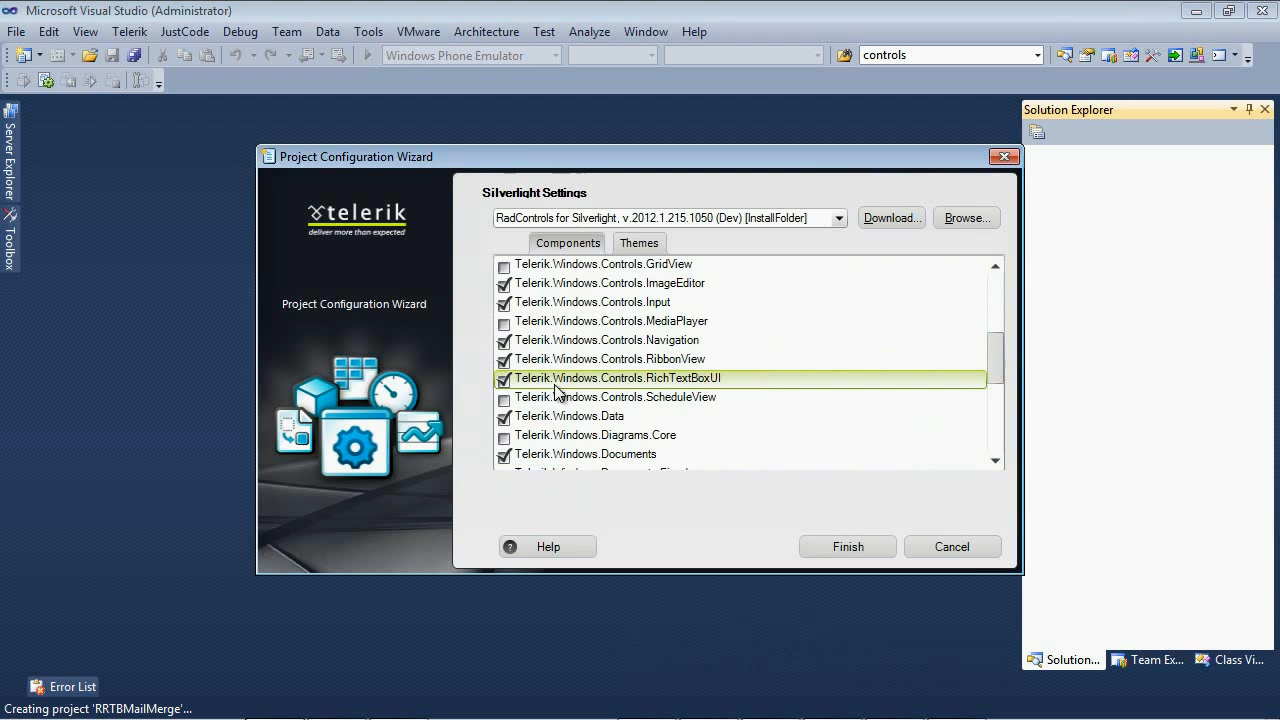 Microsoft Visual Studio (Administrator)
File Edit View Telerik JustCode Debug Team Data Tools VMware Architecture Test Analyze Window Help
Windows Phone Emulator controls
Server Explorer
Toolbox
Solution Explorer
Project Configuration Wizard
telerik
deliver more than expected
Project Configuration Wizard
Silverlight Settings
RadControls for Silverlight, v.2012.1.215.1050 (Dev) [InstallFolder] Download... Browse...
Components Themes
Telerik.Windows.Controls.GridView
Telerik.Windows.Controls.ImageEditor
Telerik.Windows.Controls.Input
Telerik.Windows.Controls.MediaPlayer
Telerik.Windows.Controls.Navigation
Telerik.Windows.Controls.RibbonView
Telerik.Windows.Controls.RichTextBoxUI
Telerik.Windows.Controls.ScheduleView
Telerik.Windows.Data
Telerik.Windows.Diagrams.Core
Telerik.Windows.Documents
? Help Finish Cancel
Solution... Team Ex... Class Vi...
Error List
Creating project 'RRTBMailMerge'...